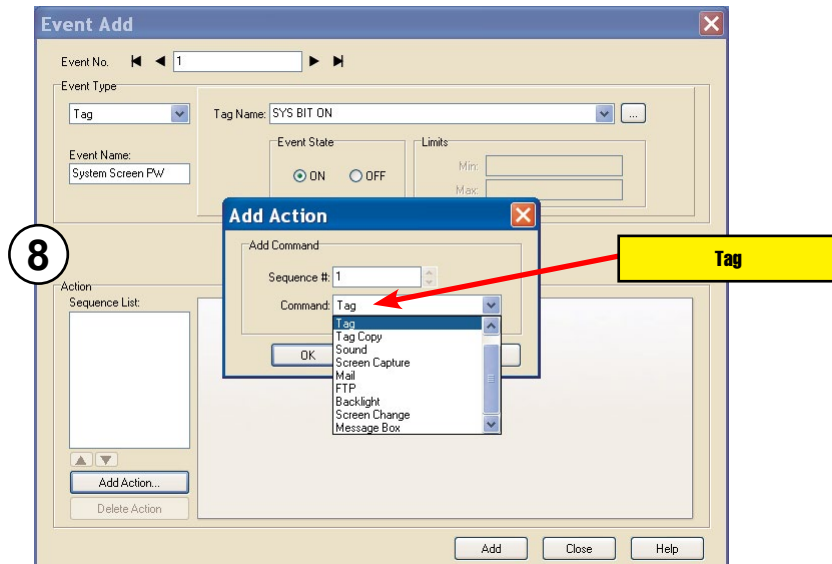 Event Add
Event No. 1
Event Type
Tag
Tag Name: SYS BIT ON ...
Event Name:
System Screen PW
Event State
ON OFF
Limits
Min:
Max:
8
Add Action
Add Command
Sequence #: 1
Command: Tag
Tag
Tag Copy
Sound
Screen Capture
Mail
FTP
Backlight
Screen Change
Message Box
OK
Tag
Action
Sequence List:
Add Action...
Delete Action
Add Close Help